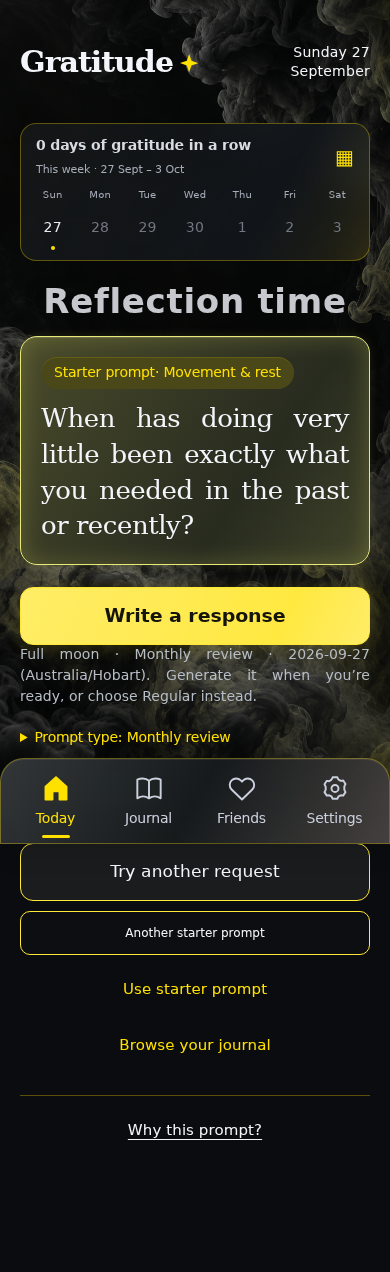 Gratitude
Sunday 27
September
0 days of gratitude in a row
This week · 27 Sept – 3 Oct
Sun Mon Tue Wed Thu Fri Sat
27 28 29 30 1 2 3
Reflection time
Starter prompt· Movement & rest
When has doing very
little been exactly what
you needed in the past
or recently?
Write a response
Full moon · Monthly review · 2026-09-27
(Australia/Hobart). Generate it when you’re
ready, or choose Regular instead.
Prompt type: Monthly review
Today Journal Friends Settings
Try another request
Another starter prompt
Use starter prompt
Browse your journal
Why this prompt?